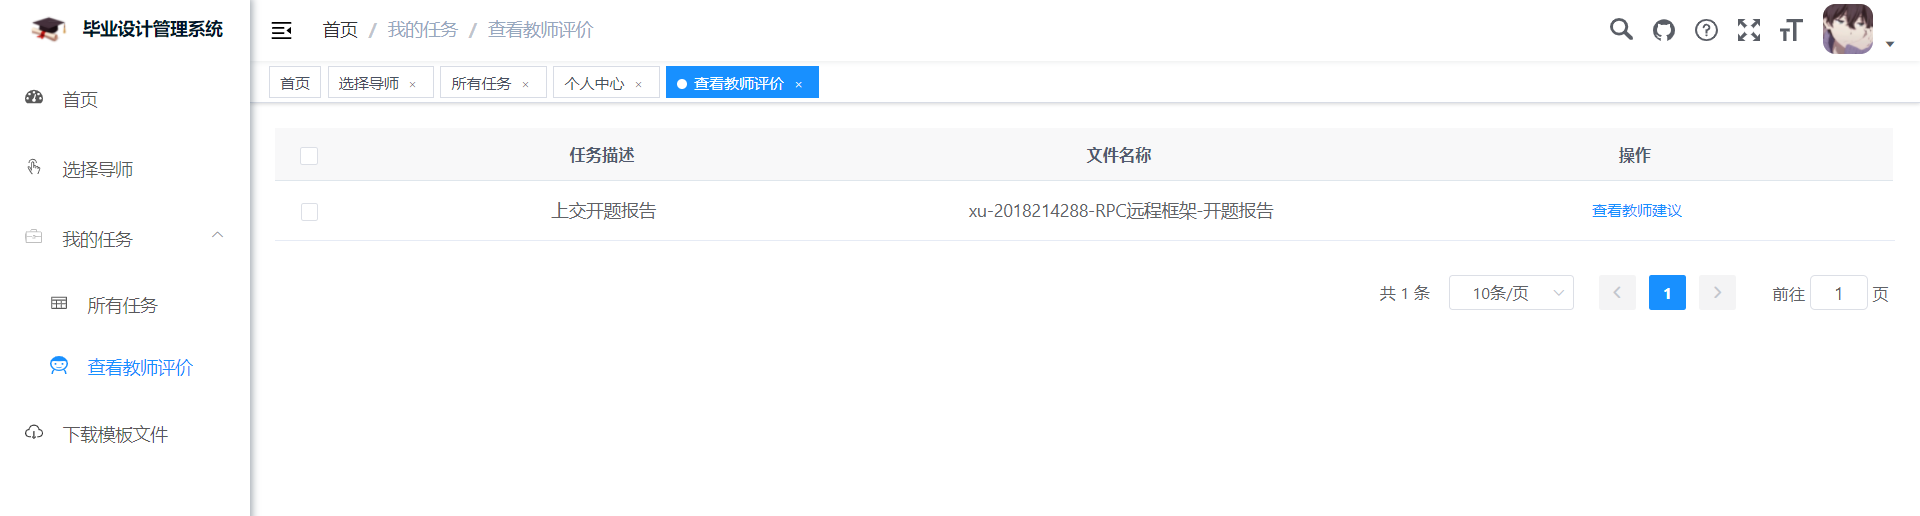 毕业设计管理系统
首页 / 我的任务 / 查看教师评价
首页 选择导师 × 所有任务 × 个人中心 × 查看教师评价 ×
首页
选择导师
我的任务
所有任务
查看教师评价
下载模板文件
任务描述 文件名称 操作
上交开题报告 xu-2018214288-RPC远程框架-开题报告 查看教师建议
共 1 条 10条/页 1 前往 1 页